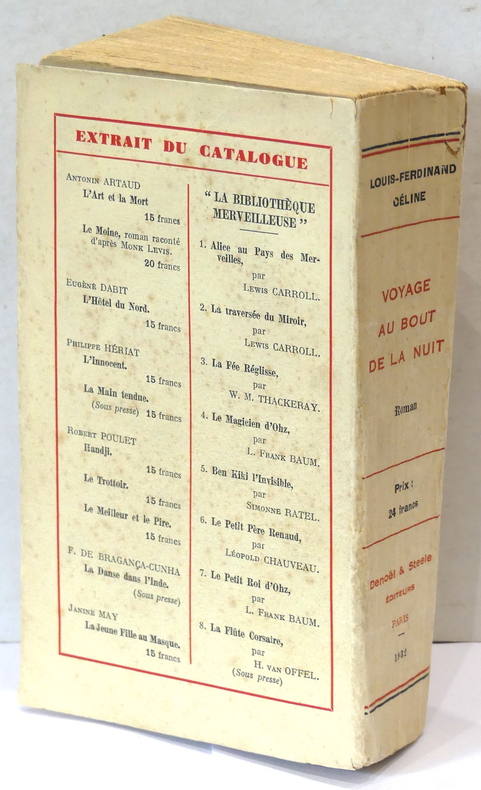 EXTRAIT DU CATALOGUE
Antonin ARTAUD
L'Art et la Mort
15 francs
Le Moine, roman raconté
d'après Monk Levis.
20 francs
Eugène DABIT
L'Hôtel du Nord.
15 francs
Philippe HÉRIAT
L'innocent.
15 francs
La Main tendue.
(Sous presse) 15 francs
Robert POULET
Handji.
15 francs
Le Trottoir.
15 francs
Le Meilleur et le Pire.
15 francs
F. DE BRAGANÇA-CUNHA
La Danse dans l'Inde.
(Sous presse)
Janine MAY
La Jeune Fille au Masque.
15 francs
“ LA BIBLIOTHÈQUE
MERVEILLEUSE ”
1. Alice au Pays des Mer-
veilles,
par
Lewis CARROLL.
2. La traversée du Miroir,
par
Lewis CARROLL.
3. La Fée Réglisse,
par
W. M. THACKERAY.
4. Le Magicien d'Ohz,
par
L. Frank BAUM.
5. Ben Kiki l'Invisible,
par
Simonne RATEL.
6. Le Petit Père Renaud,
par
Léopold CHAUVEAU.
7. Le Petit Roi d'Ohz,
par
L. Frank BAUM.
8. La Flûte Corsaire,
par
H. van OFFEL.
(Sous presse)
LOUIS-FERDINAND
CÉLINE
VOYAGE
AU BOUT
DE LA NUIT
Roman
Prix :
24 francs
Denoël & Steele
ÉDITEURS
PARIS
1932